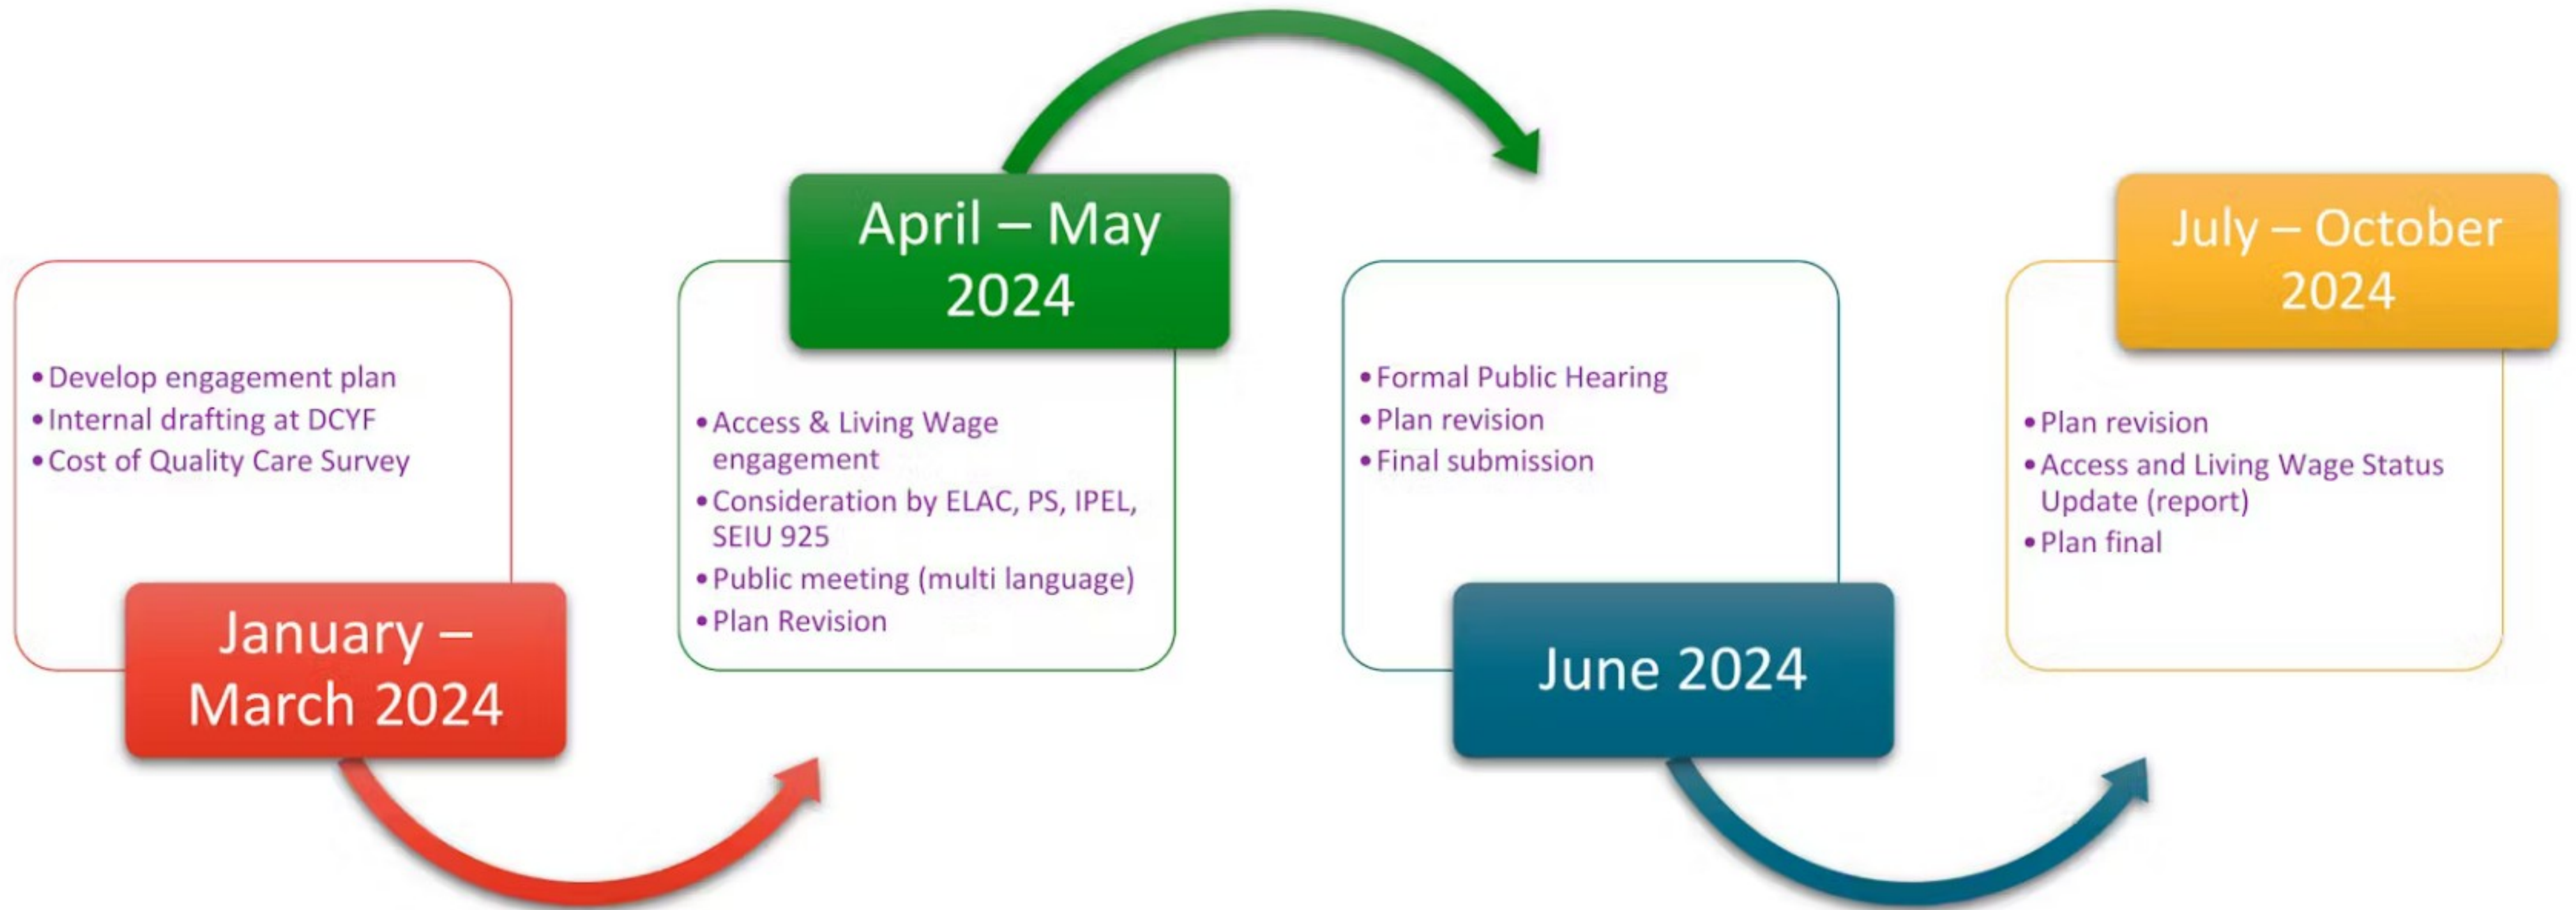 •Develop engagement plan
•Internal drafting at DCYF
•Cost of Quality Care Survey
January –
March 2024
April – May
2024
•Access & Living Wage
engagement
•Consideration by ELAC, PS, IPEL,
SEIU 925
•Public meeting (multi language)
•Plan Revision
•Formal Public Hearing
•Plan revision
•Final submission
June 2024
July – October
2024
•Plan revision
•Access and Living Wage Status
Update (report)
•Plan final